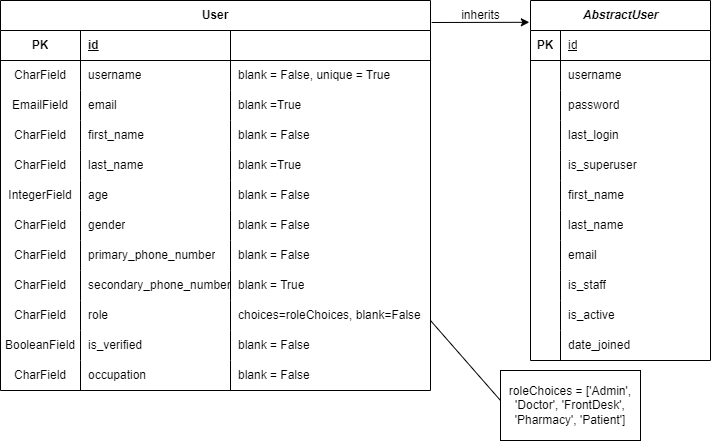 User
inherits
AbstractUser
PK id
PK id
CharField username blank = False, unique = True
username
EmailField email blank =True
password
CharField first_name blank = False
last_login
CharField last_name blank =True
is_superuser
IntegerField age blank = False
first_name
CharField gender blank = False
last_name
CharField primary_phone_number blank = False
email
CharField secondary_phone_number blank = True
is_staff
CharField role choices=roleChoices, blank=False
is_active
BooleanField is_verified blank = False
date_joined
CharField occupation blank = False
roleChoices = ['Admin',
'Doctor', 'FrontDesk',
'Pharmacy', 'Patient']